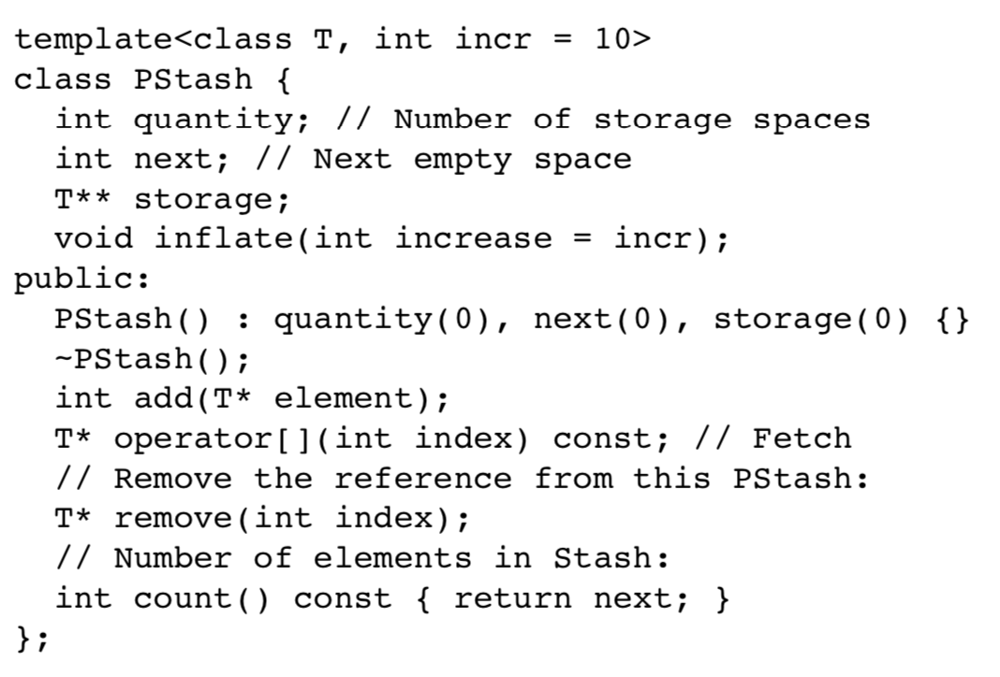 template<class T, int incr = 10>
class PStash {
  int quantity; // Number of storage spaces
  int next; // Next empty space
  T** storage;
  void inflate(int increase = incr);
public:
  PStash() : quantity(0), next(0), storage(0) {}
  ~PStash();
  int add(T* element);
  T* operator[](int index) const; // Fetch
  // Remove the reference from this PStash:
  T* remove(int index);
  // Number of elements in Stash:
  int count() const { return next; }
};